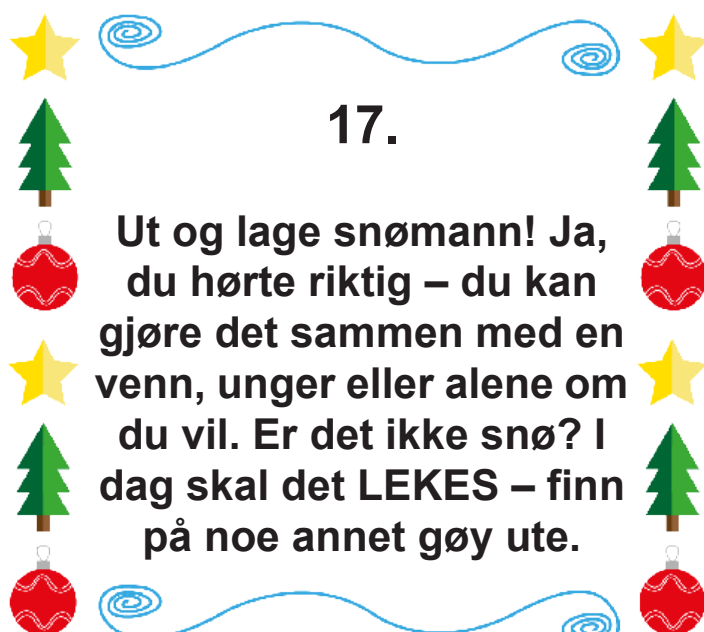 17.
Ut og lage snømann! Ja,
du hørte riktig – du kan
gjøre det sammen med en
venn, unger eller alene om
du vil. Er det ikke snø? I
dag skal det LEKES – finn
på noe annet gøy ute.